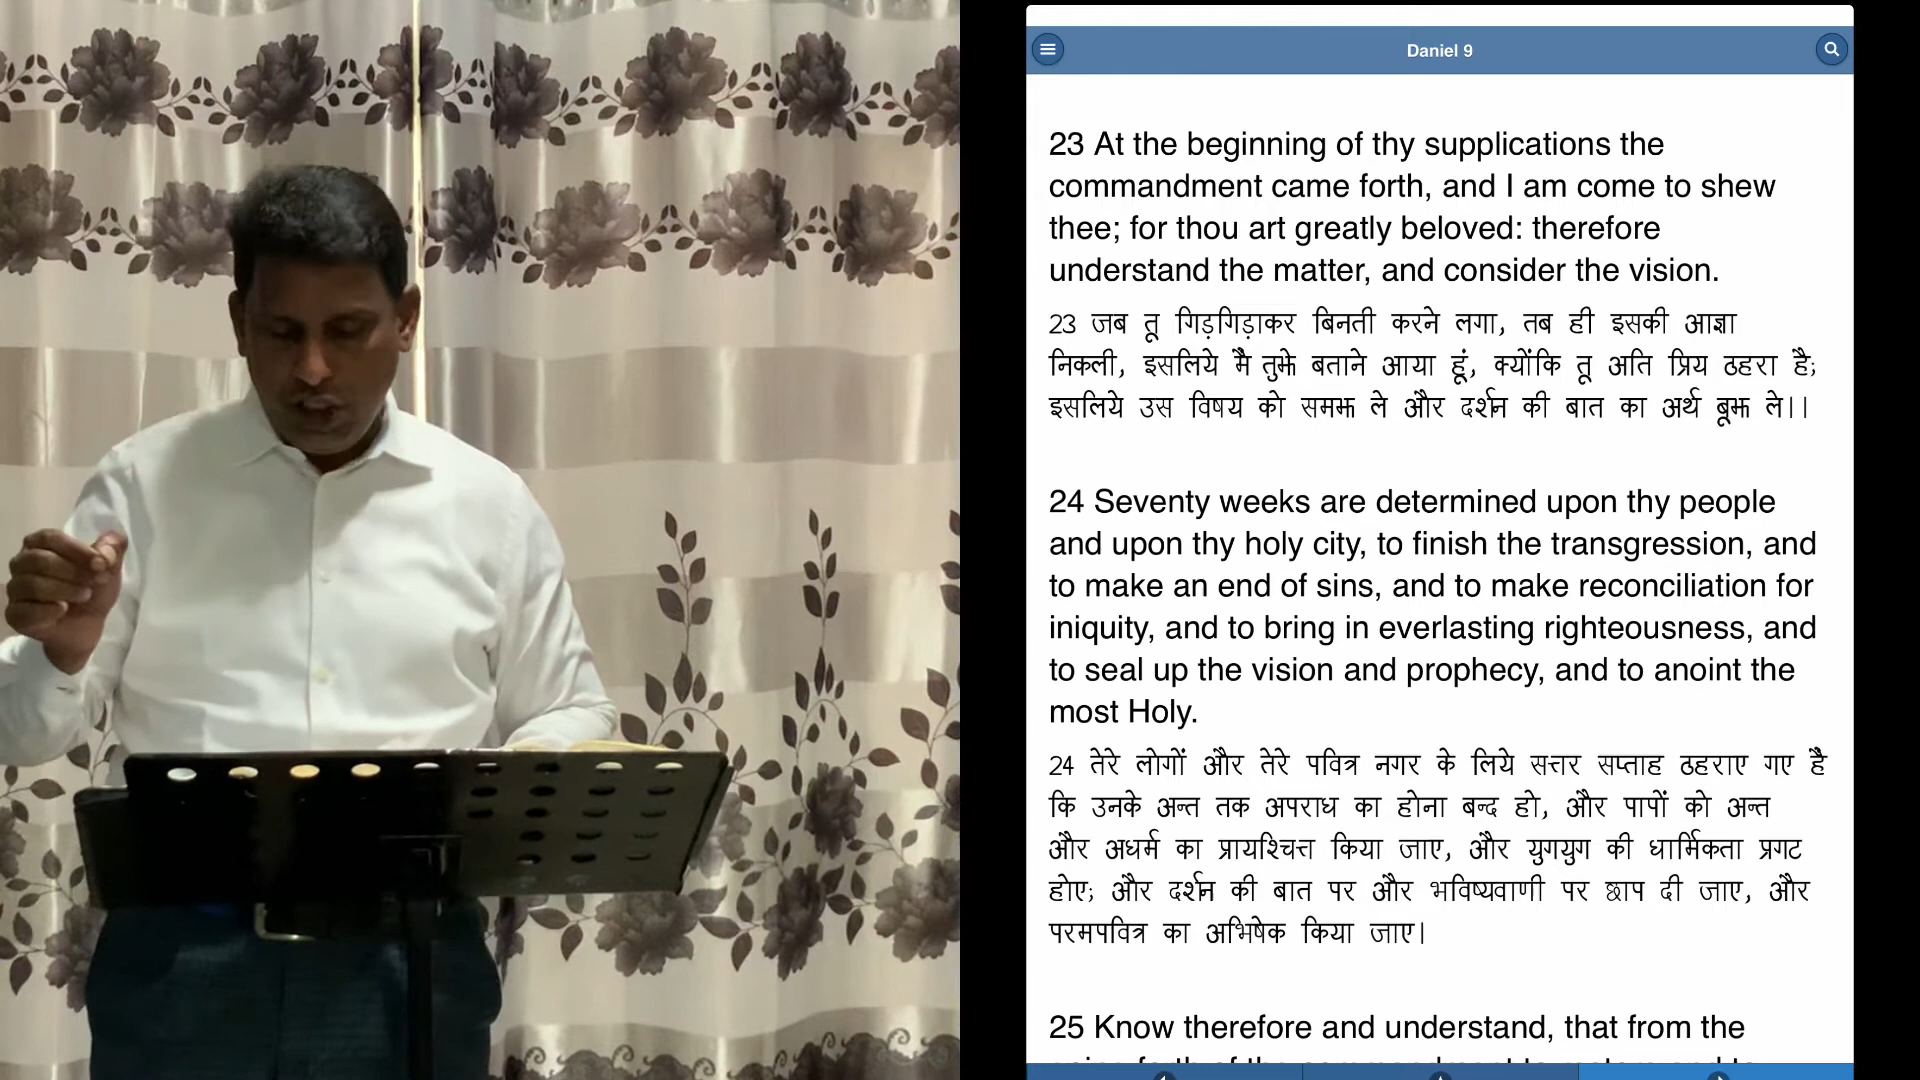 Daniel 9
23 At the beginning of thy supplications the
commandment came forth, and I am come to shew
thee; for thou art greatly beloved: therefore
understand the matter, and consider the vision.
23 जब तू गिड़गिड़ाकर बिनती करने लगा, तब ही इसकी आज्ञा
निकली, इसलिये मैं तुझे बताने आया हूं, क्योंकि तू अति प्रिय ठहरा है;
इसलिये उस विषय को समझ ले और दर्शन की बात का अर्थ बूझ ले।।
24 Seventy weeks are determined upon thy people
and upon thy holy city, to finish the transgression, and
to make an end of sins, and to make reconciliation for
iniquity, and to bring in everlasting righteousness, and
to seal up the vision and prophecy, and to anoint the
most Holy.
24 तेरे लोगों और तेरे पवित्र नगर के लिये सत्तर सप्ताह ठहराए गए हैं
कि उनके अन्त तक अपराध का होना बन्द हो, और पापों को अन्त
और अधर्म का प्रायश्चित्त किया जाए, और युगयुग की धार्मिकता प्रगट
होए; और दर्शन की बात पर और भविष्यवाणी पर छाप दी जाए, और
परमपवित्र का अभिषेक किया जाए।
25 Know therefore and understand, that from the